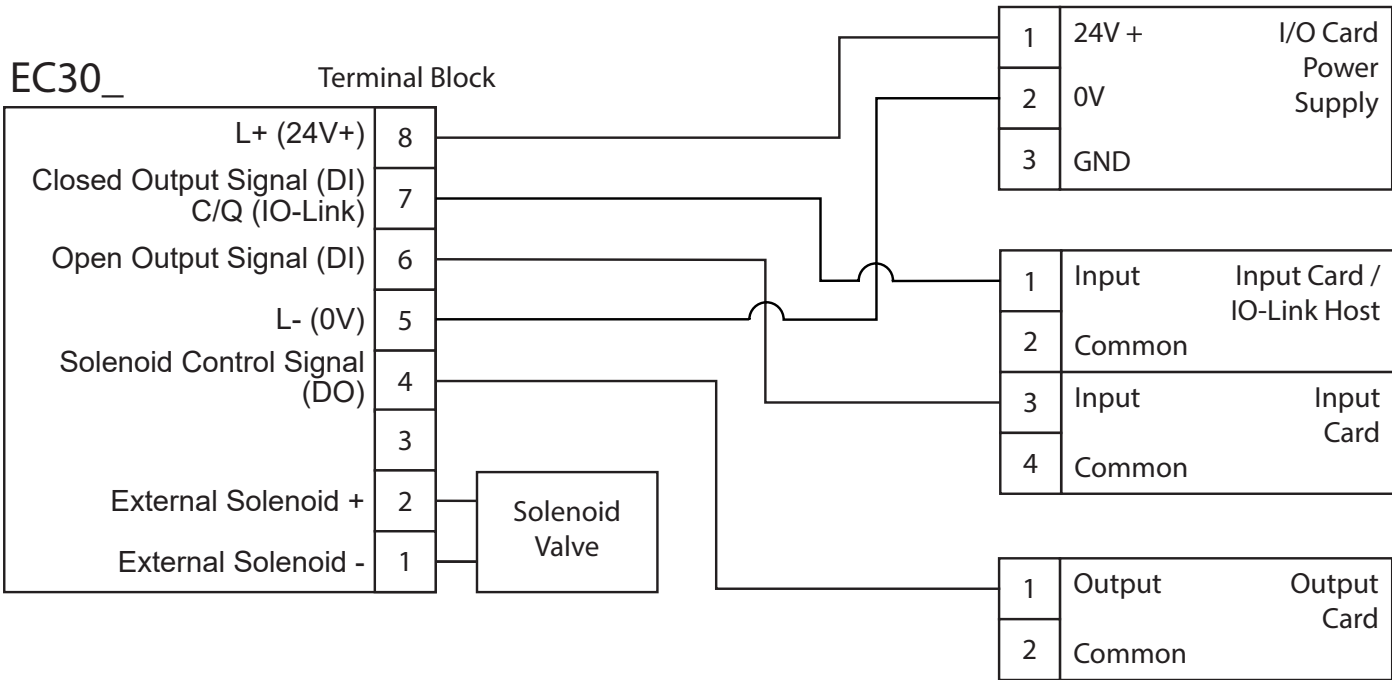 EC30_
Terminal Block
L+ (24V+)
8
Closed Output Signal (DI)
C/Q (IO-Link)
7
Open Output Signal (DI)
6
L- (0V)
5
Solenoid Control Signal
(DO)
4
3
External Solenoid +
2
External Solenoid -
1
Solenoid
Valve
1
24V +
I/O Card
Power
Supply
2
0V
3
GND
1
Input
Input Card /
IO-Link Host
2
Common
3
Input
Input
Card
4
Common
1
Output
Output
Card
2
Common